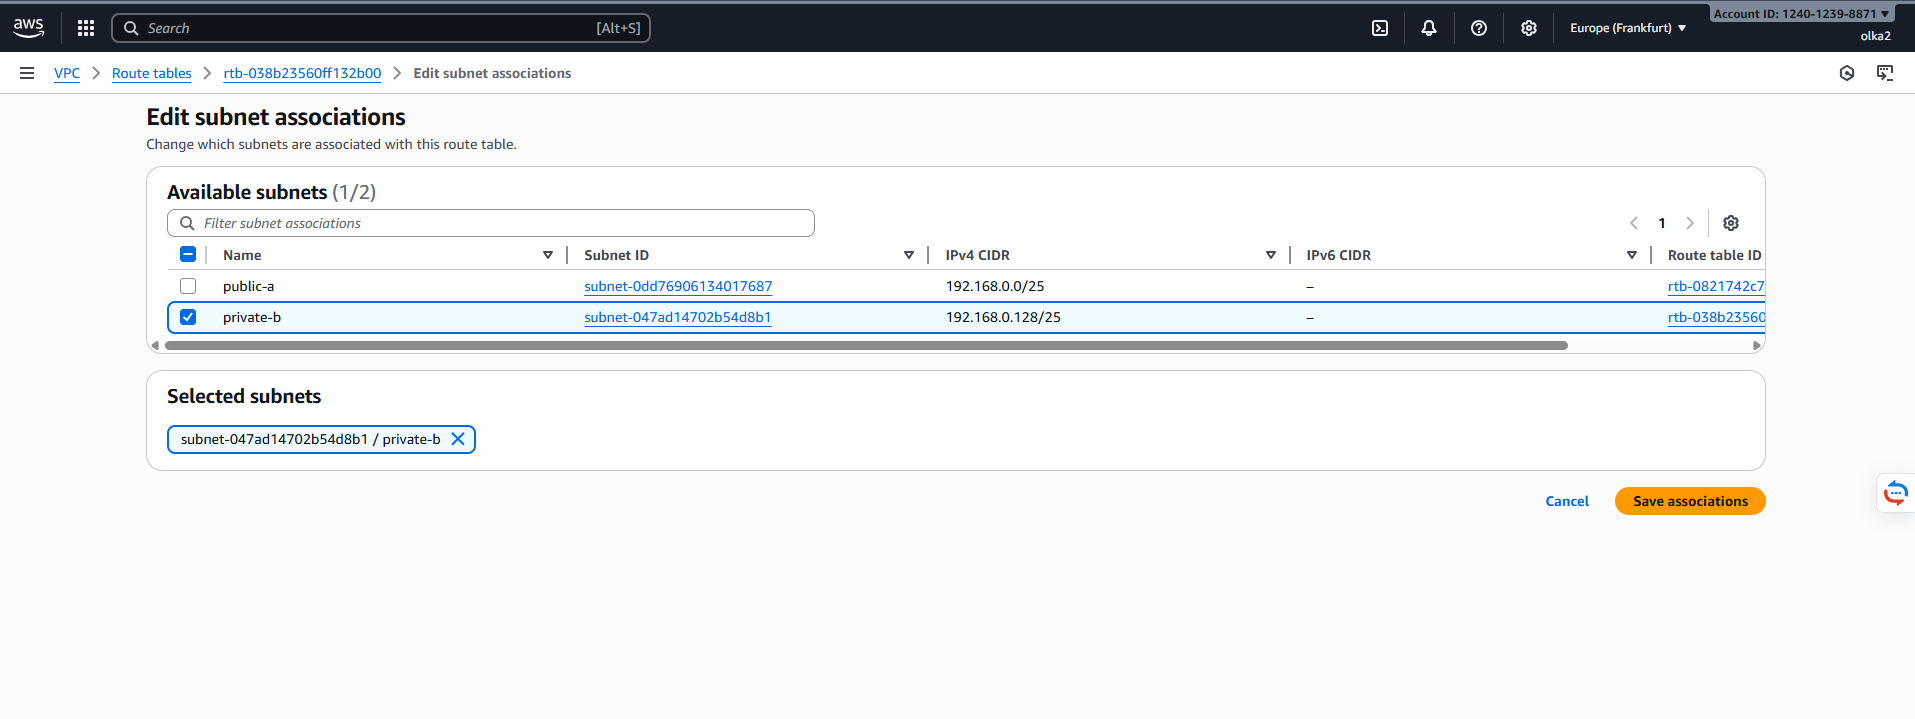 aws
Search [Alt+S]
Europe (Frankfurt)
Account ID: 1240-1239-8871
olka2
VPC
Route tables
rtb-038b23560ff132b00
Edit subnet associations
Edit subnet associations
Change which subnets are associated with this route table.
Available subnets (1/2)
Filter subnet associations
1
Name Subnet ID IPv4 CIDR IPv6 CIDR Route table ID
public-a subnet-0dd76906134017687 192.168.0.0/25 – rtb-0821742c7
private-b subnet-047ad14702b54d8b1 192.168.0.128/25 – rtb-038b23560
Selected subnets
subnet-047ad14702b54d8b1 / private-b
Cancel
Save associations